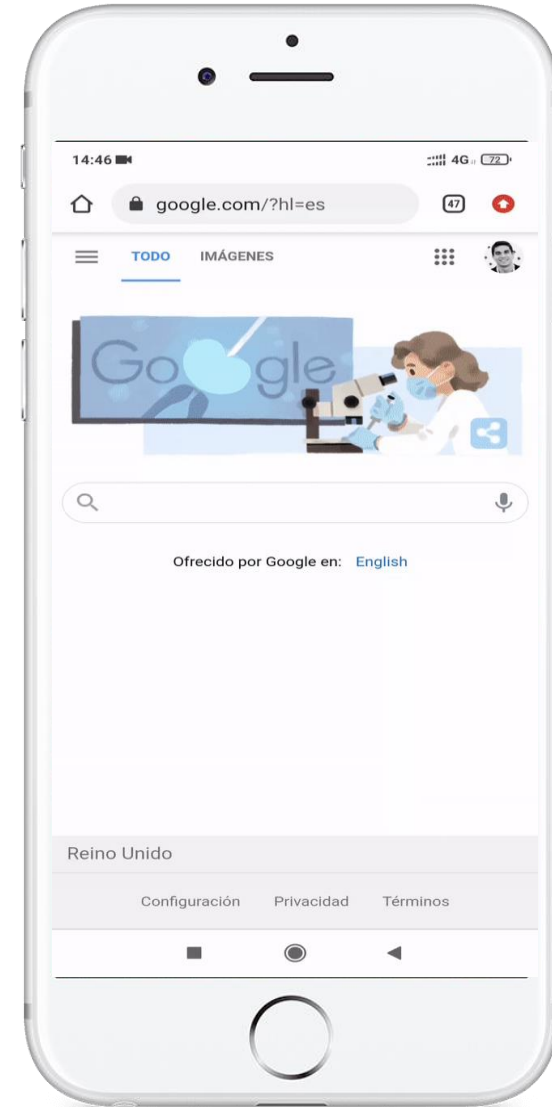 14:46 4G 72
google.com/?hl=es 47
TODO IMÁGENES
Google
Ofrecido por Google en: English
Reino Unido
Configuración Privacidad Términos